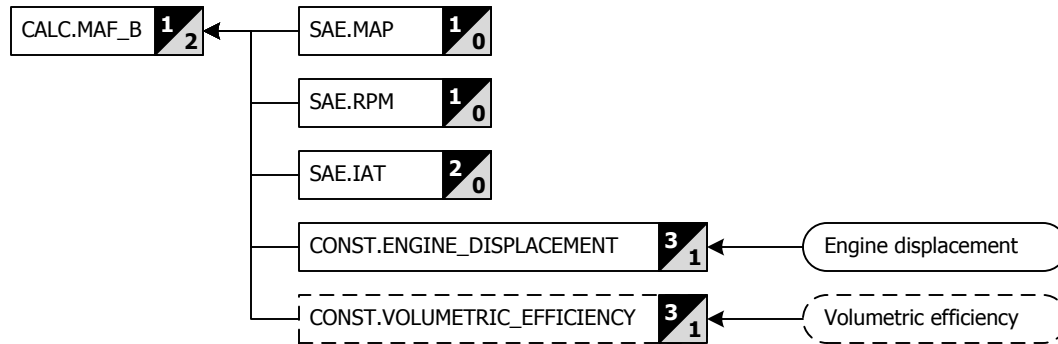 CALC.MAF_B 1 2
SAE.MAP 1 0
SAE.RPM 1 0
SAE.IAT 2 0
CONST.ENGINE_DISPLACEMENT 3 1
Engine displacement
CONST.VOLUMETRIC_EFFICIENCY 3 1
Volumetric efficiency